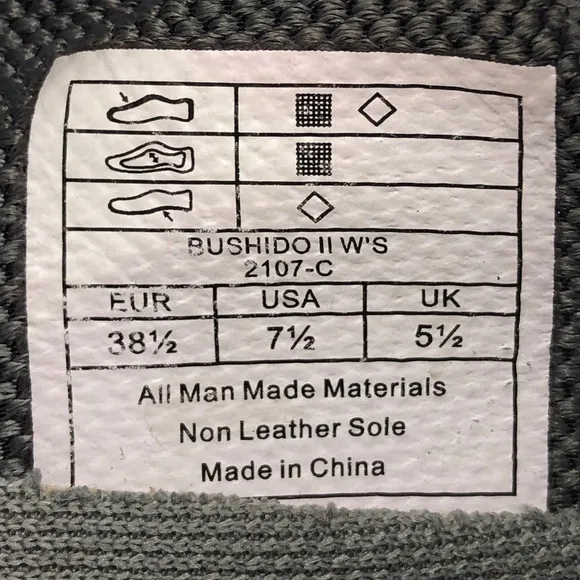 BUSHIDO II W'S
2107-C
EUR USA UK
38½ 7½ 5½
All Man Made Materials
Non Leather Sole
Made in China